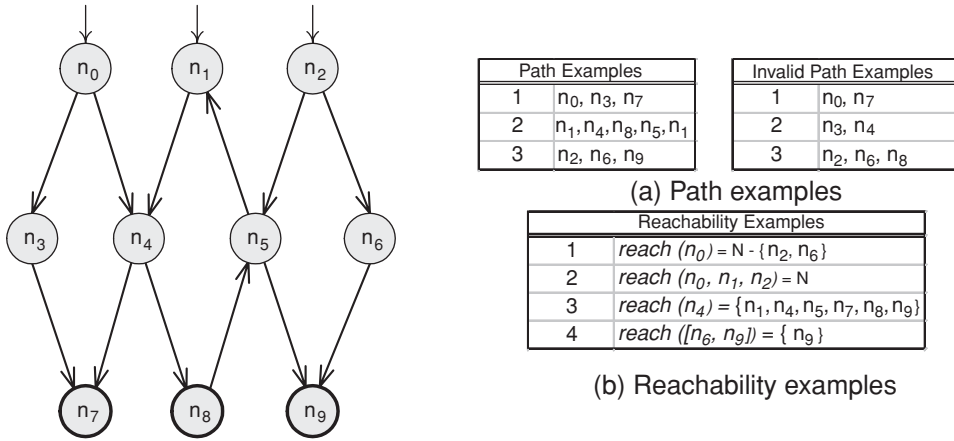 n0 n1 n2
n3 n4 n5 n6
n7 n8 n9
Path Examples
1 n0, n3, n7
2 n1,n4,n8,n5,n1
3 n2, n6, n9
Invalid Path Examples
1 n0, n7
2 n3, n4
3 n2, n6, n8
(a) Path examples
Reachability Examples
1 reach (n0) = N - {n2, n6}
2 reach (n0, n1, n2) = N
3 reach (n4) = {n1, n4, n5, n7, n8, n9}
4 reach ([n6, n9]) = { n9}
(b) Reachability examples